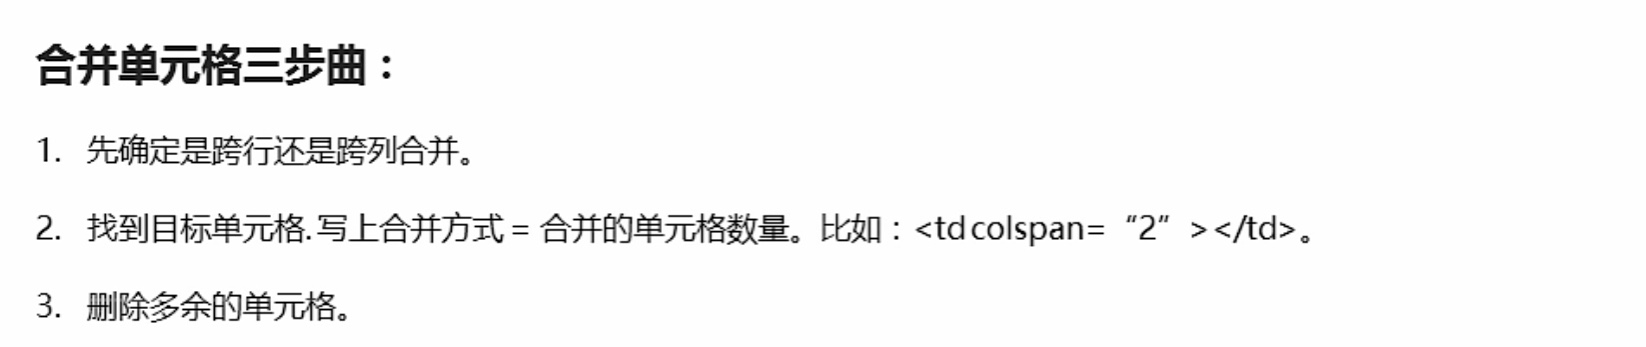 合并单元格三步曲：
1. 先确定是跨行还是跨列合并。
2. 找到目标单元格. 写上合并方式 = 合并的单元格数量。比如：<td colspan= “2” ></td>。
3. 删除多余的单元格。